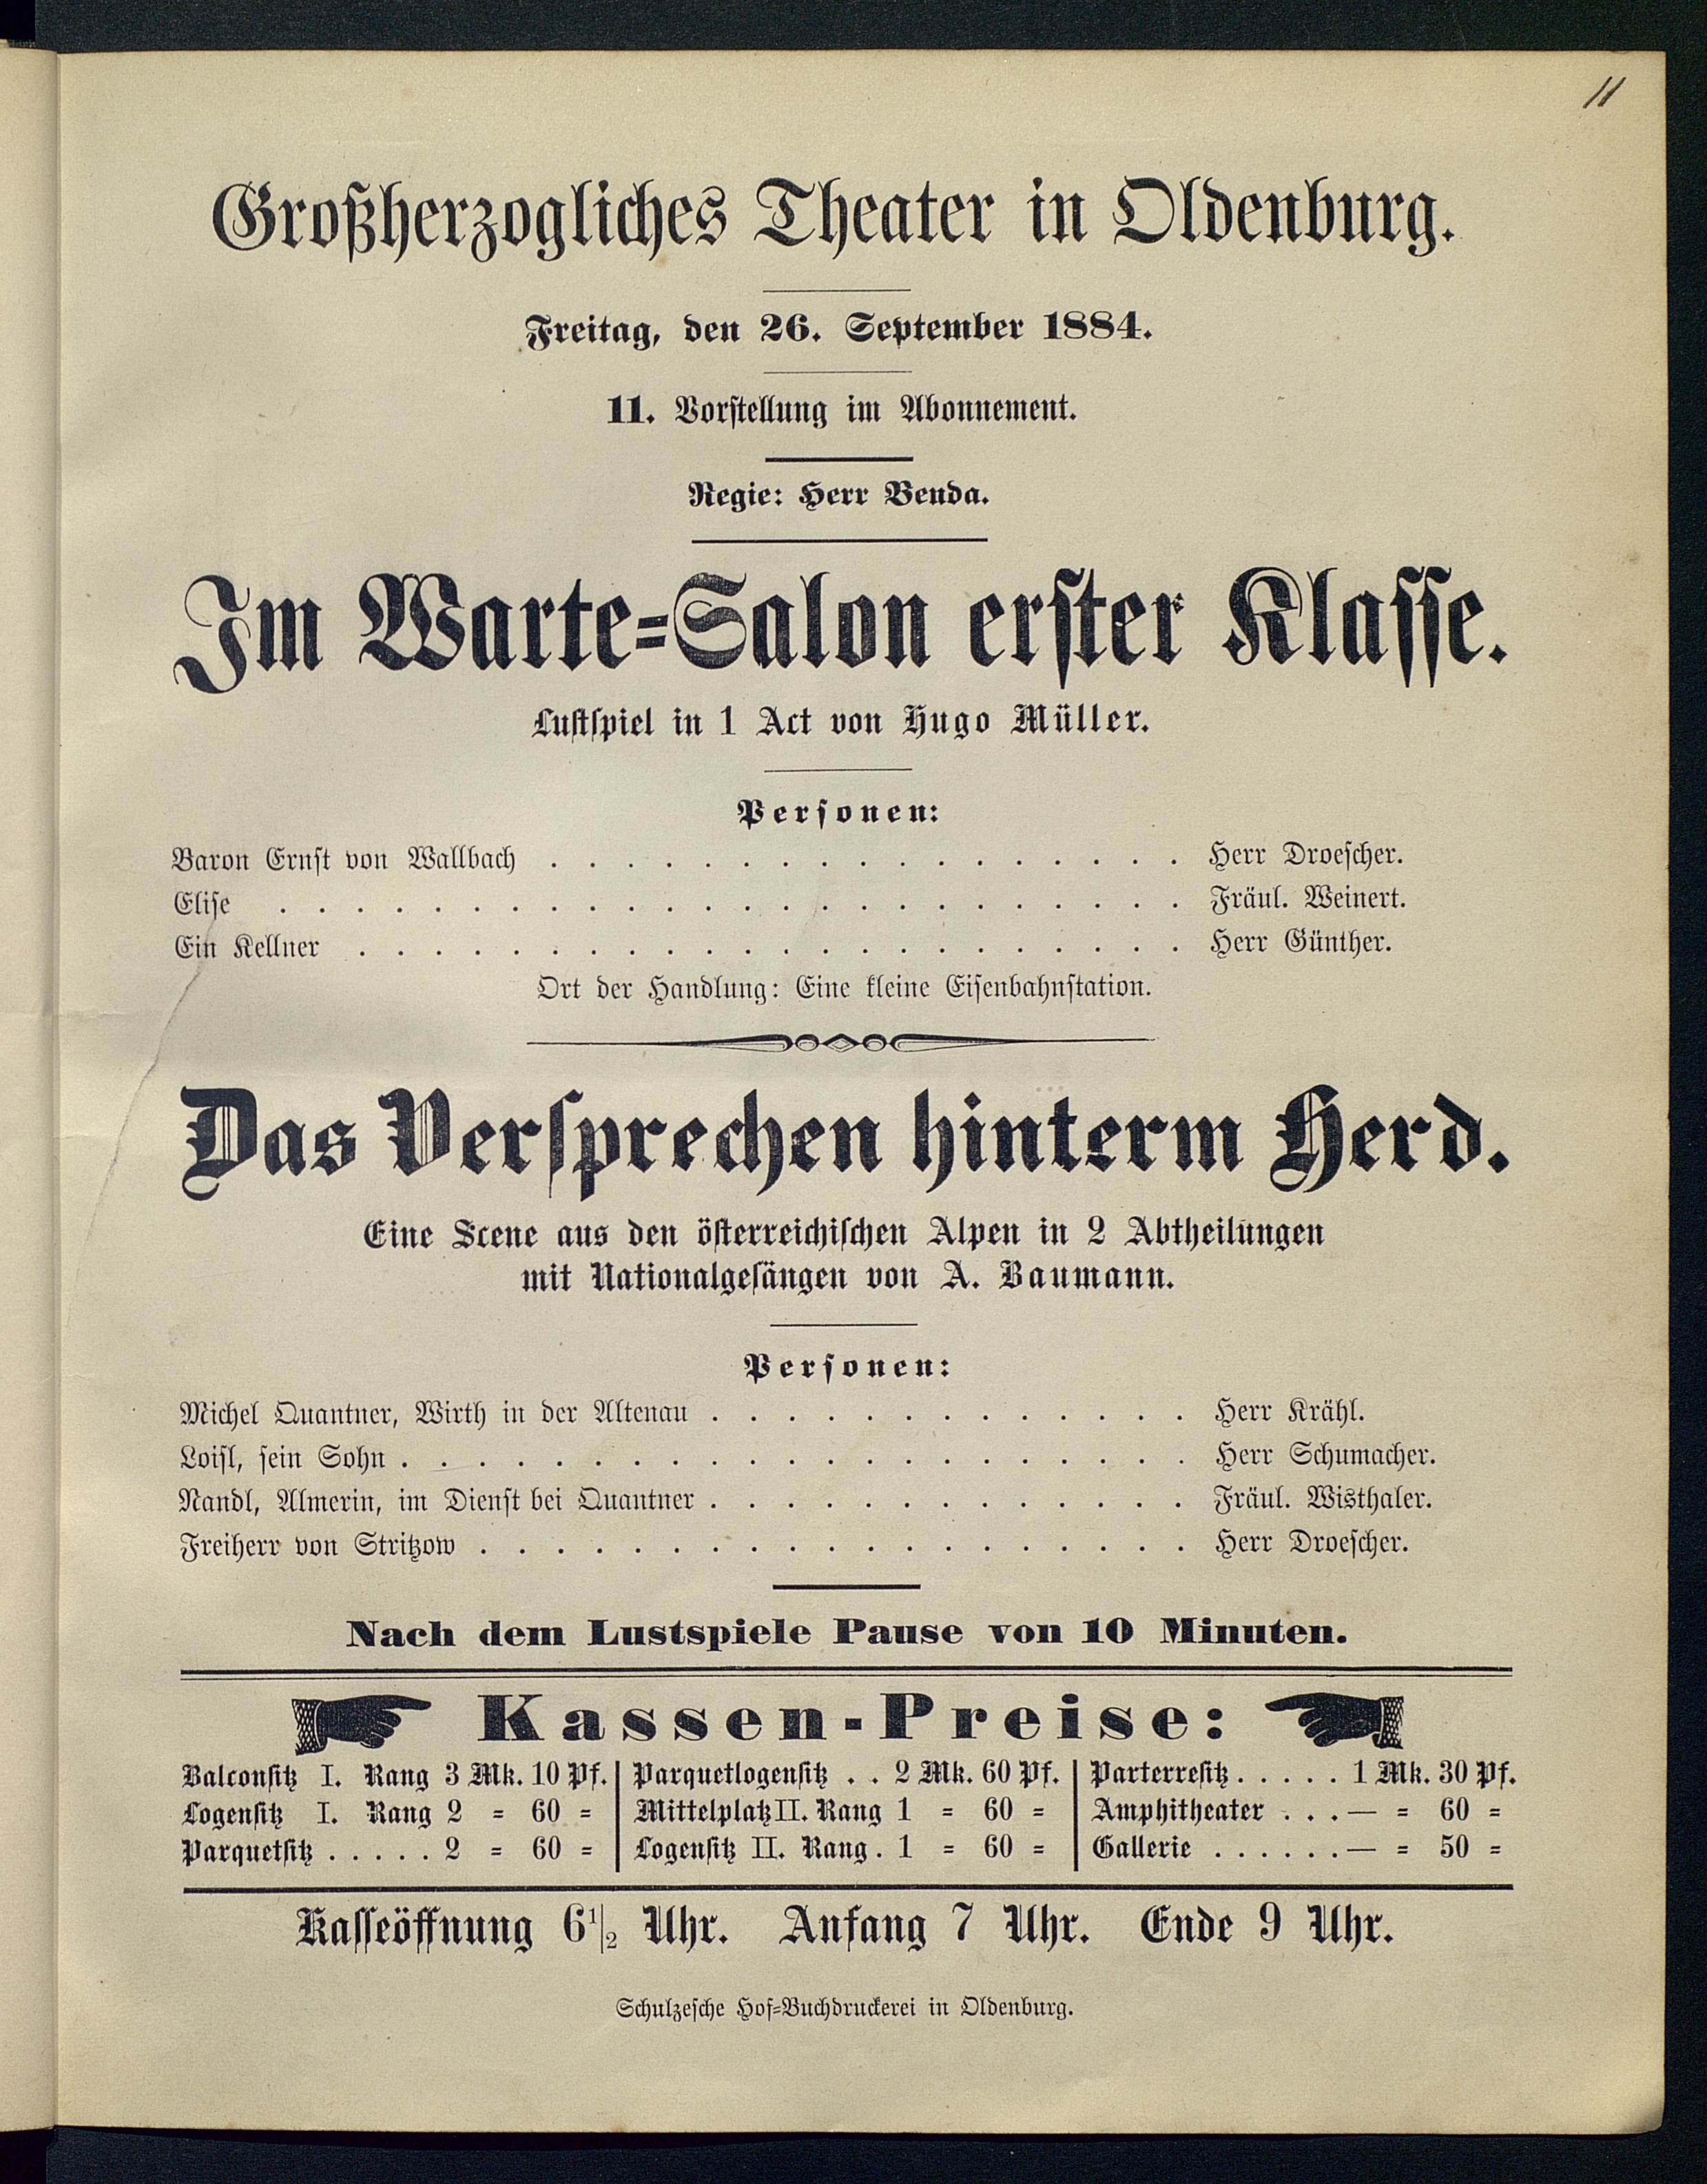 11
Großherzogliches Theater in Oldenburg.
Freitag, den 26. September 1884.
11. Vorstellung im Abonnement.
Regie: Herr Benda.
Im Warte=Salon erster Klasse.
Lustspiel in 1 Act von Hugo Müller.
Personen:
Baron Ernst von Wallbach . . . . . . . . . . . . . . . . . Herr Droescher.
Elise . . . . . . . . . . . . . . . . . . . . . . . . Fräul. Weinert.
Ein Kellner . . . . . . . . . . . . . . . . . . . . . . Herr Günther.
Ort der Handlung: Eine kleine Eisenbahnstation.
Das Versprechen hinterm Herd.
Eine Scene aus den österreichischen Alpen in 2 Abtheilungen
mit Nationalgesängen von A. Baumann.
Personen:
Michel Quantner, Wirth in der Altenau . . . . . . . . . . . . . Herr Krähl.
Loisl, sein Sohn . . . . . . . . . . . . . . . . . . . . . Herr Schumacher.
Nandl, Almerin, im Dienst bei Quantner . . . . . . . . . . . . . Fräul. Wisthaler.
Freiherr von Stritzow . . . . . . . . . . . . . . . . . . . Herr Droescher.
Nach dem Lustspiele Pause von 10 Minuten.
Kassen-Preise:
Balconsitz I. Rang 3 Mk. 10 Pf. Parquetlogensitz . . 2 Mk. 60 Pf. Parterresitz . . . . . 1 Mk. 30 Pf.
Logensitz I. Rang 2 = 60 = Mittelplatz II. Rang 1 = 60 = Amphitheater . . . — = 60 =
Parquetsitz . . . . . 2 = 60 = Logensitz II. Rang . 1 = 60 = Gallerie . . . . . . — = 50 =
Kasseöffnung 6 1/2 Uhr. Anfang 7 Uhr. Ende 9 Uhr.
Schulzesche Hof=Buchdruckerei in Oldenburg.